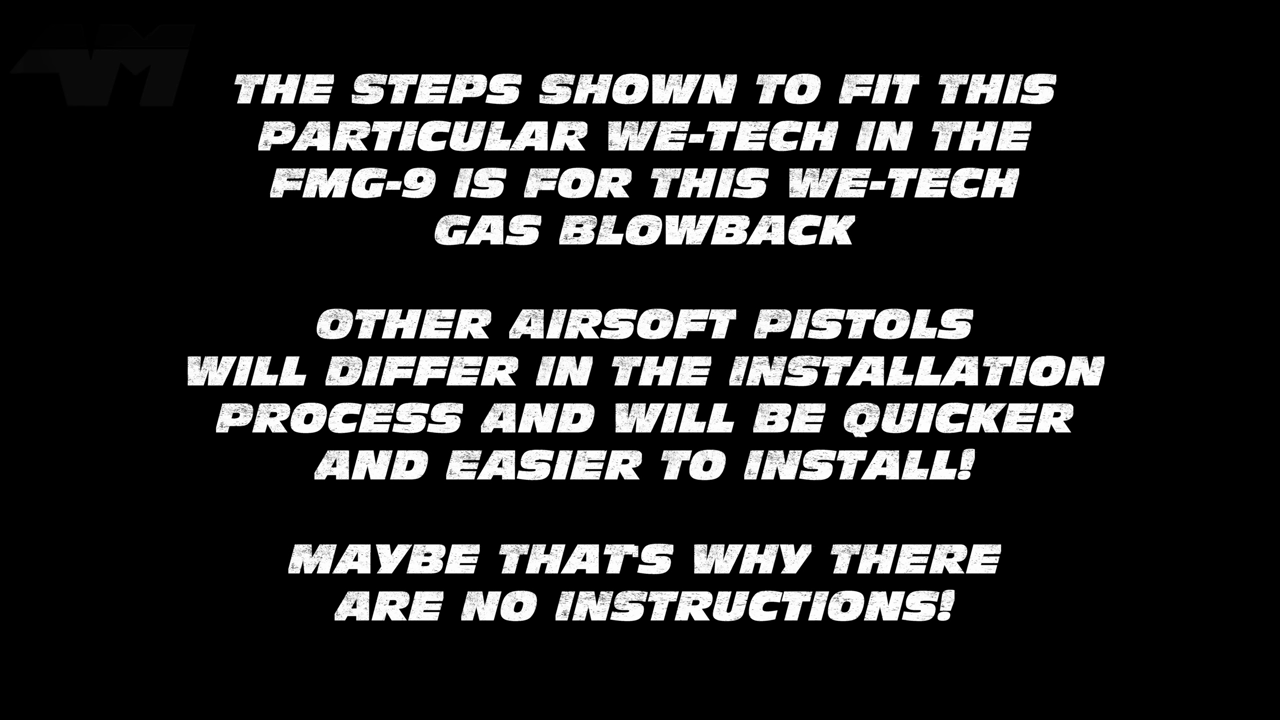 THE STEPS SHOWN TO FIT THIS
PARTICULAR WE-TECH IN THE
FMG-9 IS FOR THIS WE-TECH
GAS BLOWBACK
OTHER AIRSOFT PISTOLS
WILL DIFFER IN THE INSTALLATION
PROCESS AND WILL BE QUICKER
AND EASIER TO INSTALL!
MAYBE THAT'S WHY THERE
ARE NO INSTRUCTIONS!